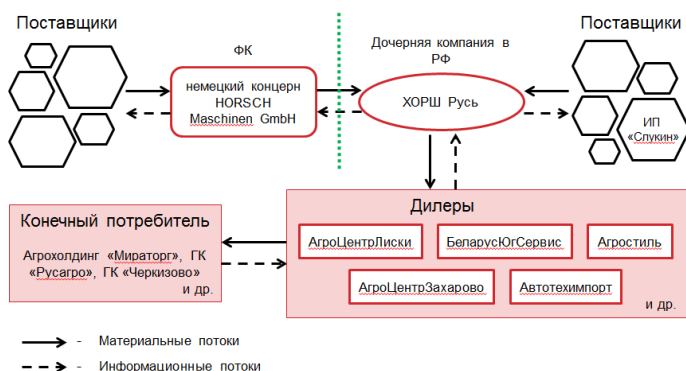 Поставщики
Поставщики
ФК
Дочерняя компания в
РФ
немецкий концерн
HORSCH
Maschinen GmbH
ХОРШ Русь
ИП
«Слукин»
Дилеры
Конечный потребитель
АгроЦентрЛиски
БеларусЮгСервис
Агростиль
Агрохолдинг «Мираторг», ГК
«Русагро», ГК «Черкизово»
и др.
АгроЦентрЗахарово
Автотехимпорт
и др.
- Материальные потоки
- Информационные потоки